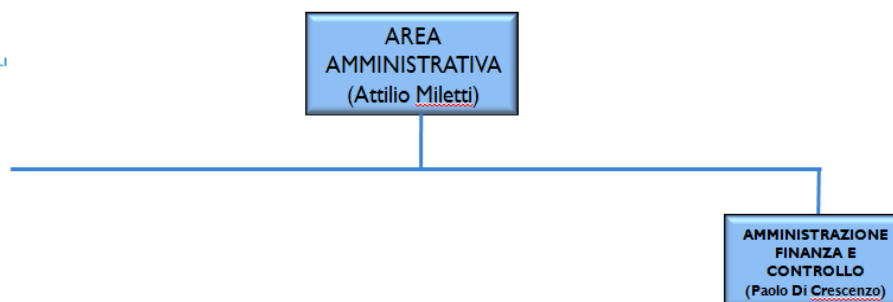 AREA
AMMINISTRATIVA
(Attilio Miletti)
AMMINISTRAZIONE
FINANZA E
CONTROLLO
(Paolo Di Crescenzo)